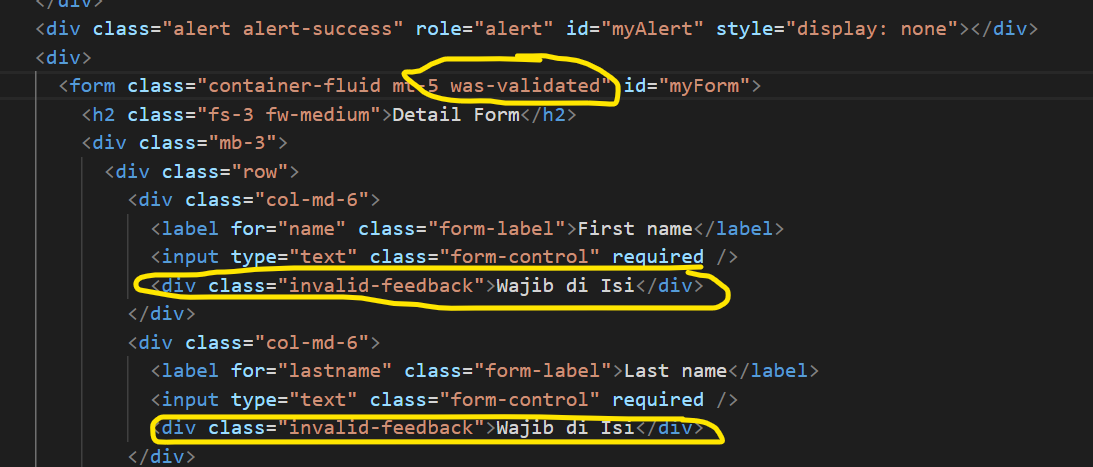 </div>
<div class="alert alert-success" role="alert" id="myAlert" style="display: none"></div>
<div>
<form class="container-fluid mt-5 was-validated" id="myForm">
<h2 class="fs-3 fw-medium">Detail Form</h2>
<div class="mb-3">
<div class="row">
<div class="col-md-6">
<label for="name" class="form-label">First name</label>
<input type="text" class="form-control" required />
<div class="invalid-feedback">Wajib di Isi</div>
</div>
<div class="col-md-6">
<label for="lastname" class="form-label">Last name</label>
<input type="text" class="form-control" required />
<div class="invalid-feedback">Wajib di Isi</div>
</div>